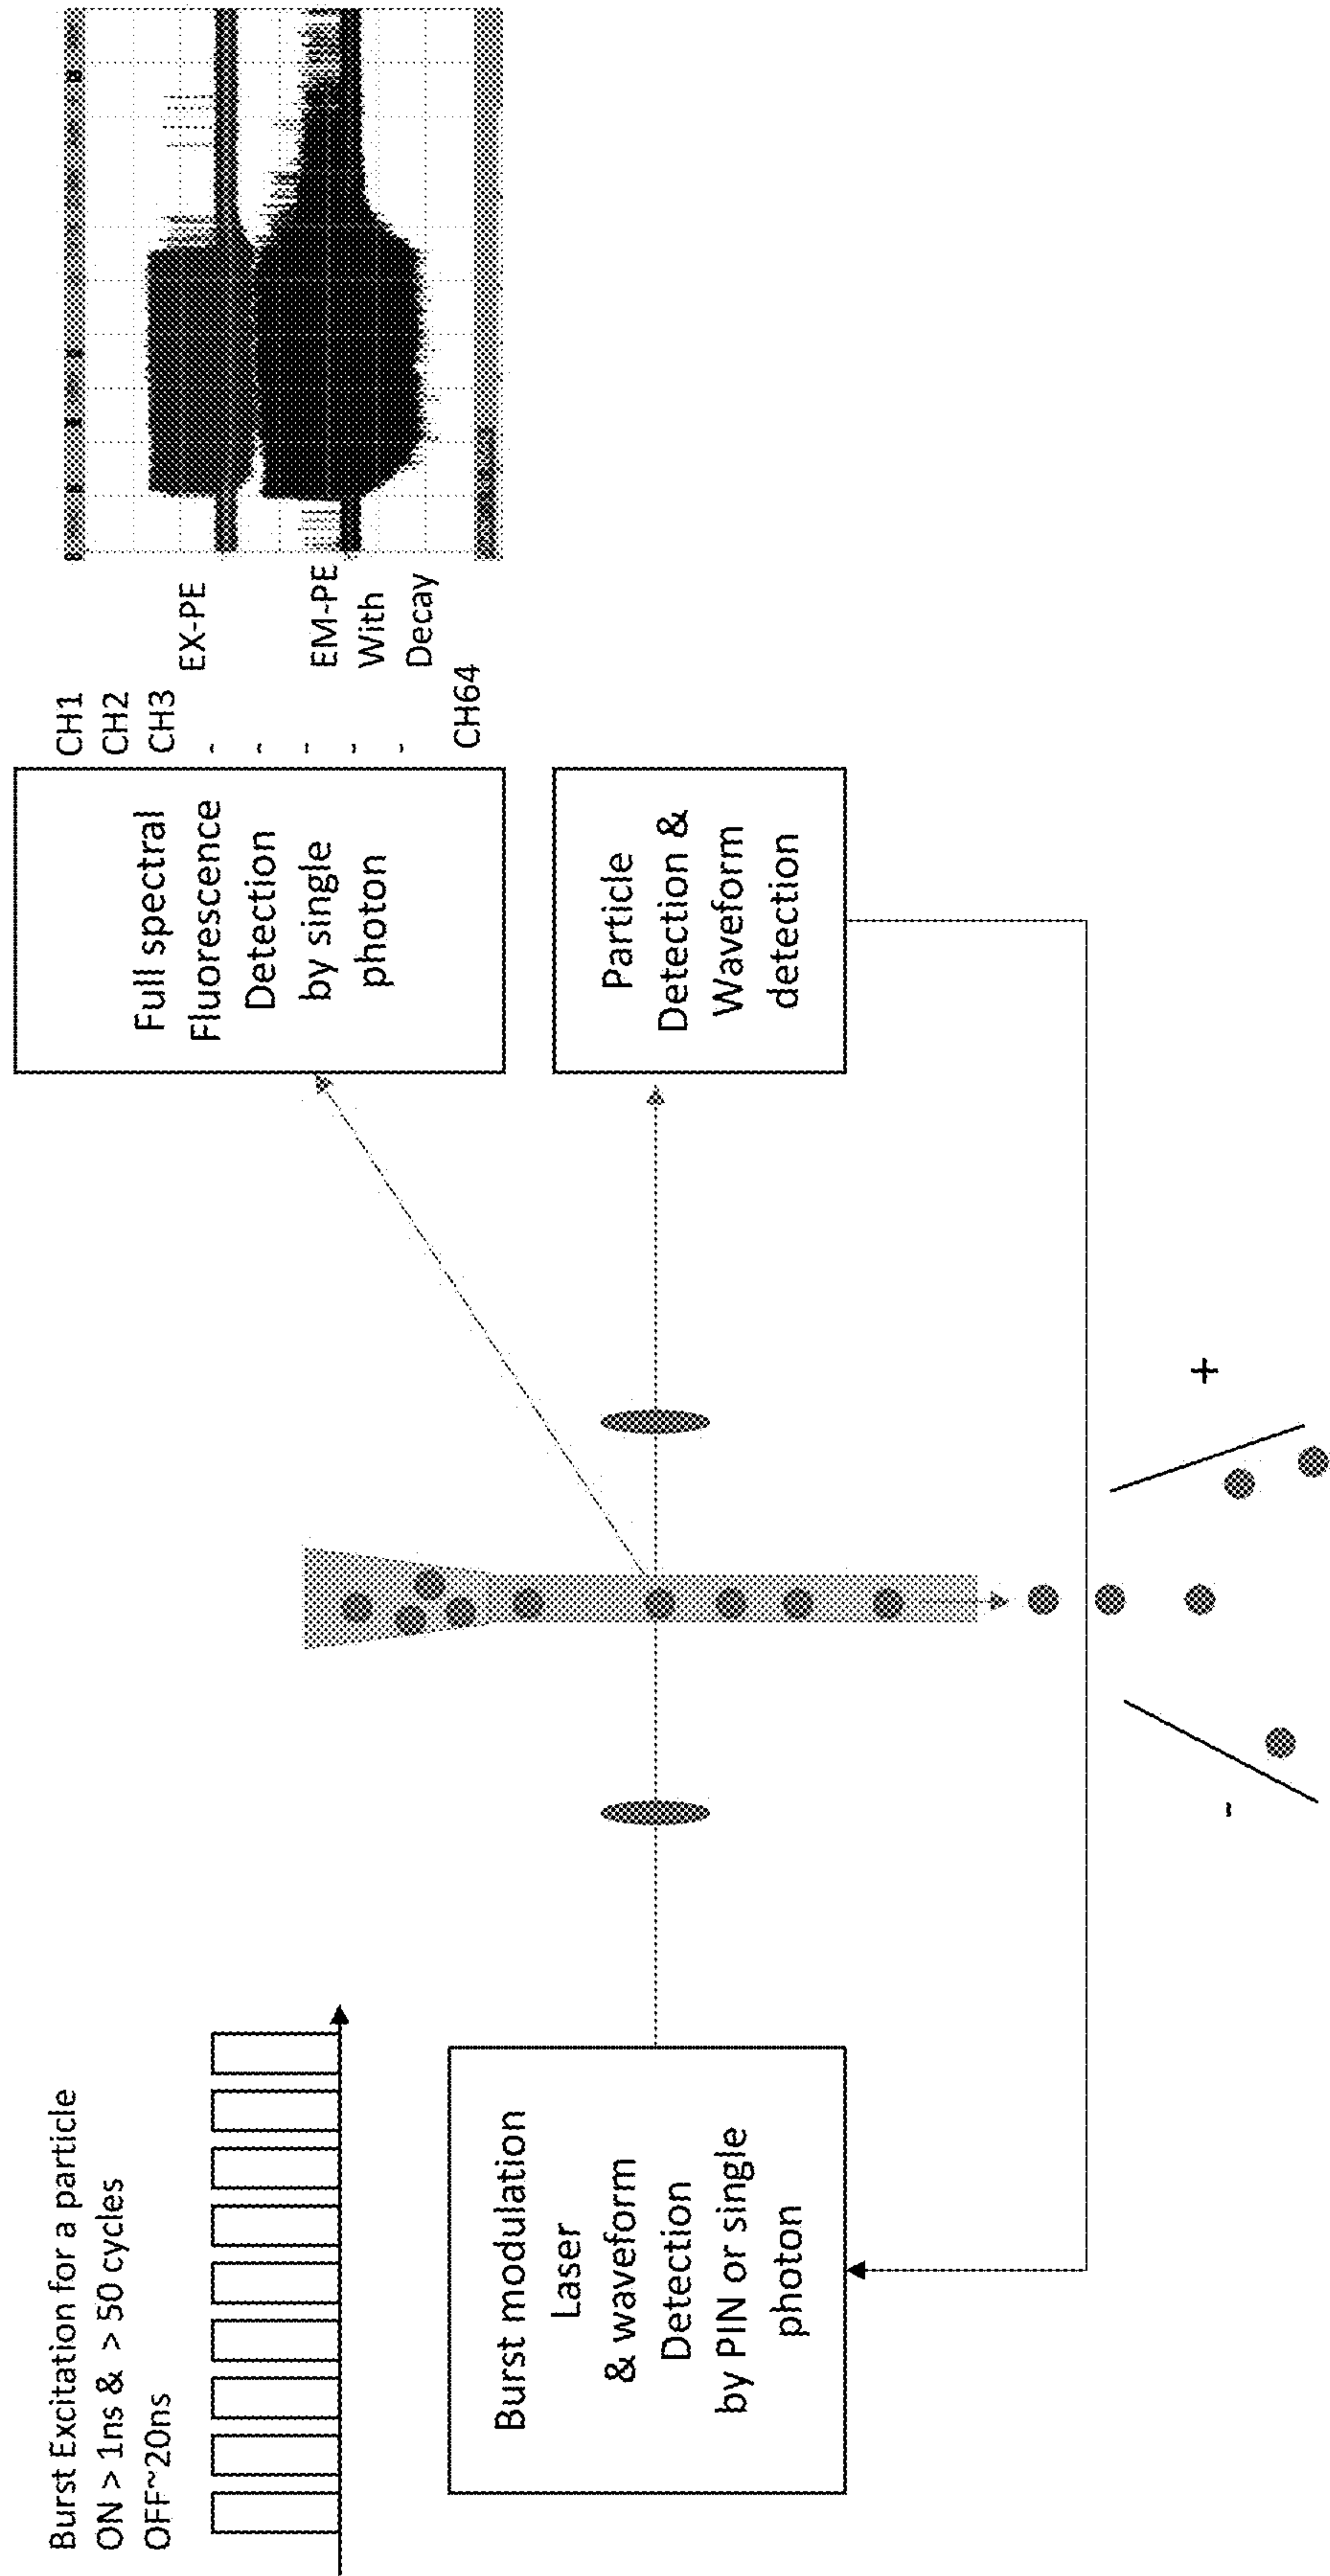 Burst Excitation for a particle
ON > 1ns & > 50 cycles
OFF~20ns
Burst modulation
Laser
& waveform
Detection
by PIN or single
photon
Full spectral
Fluorescence
Detection
by single
photon
Particle
Detection &
Waveform
detection
CH1
CH2
CH3
-
-
-
-
-
CH64
EX-PE
EM-PE
With
Decay
-
+